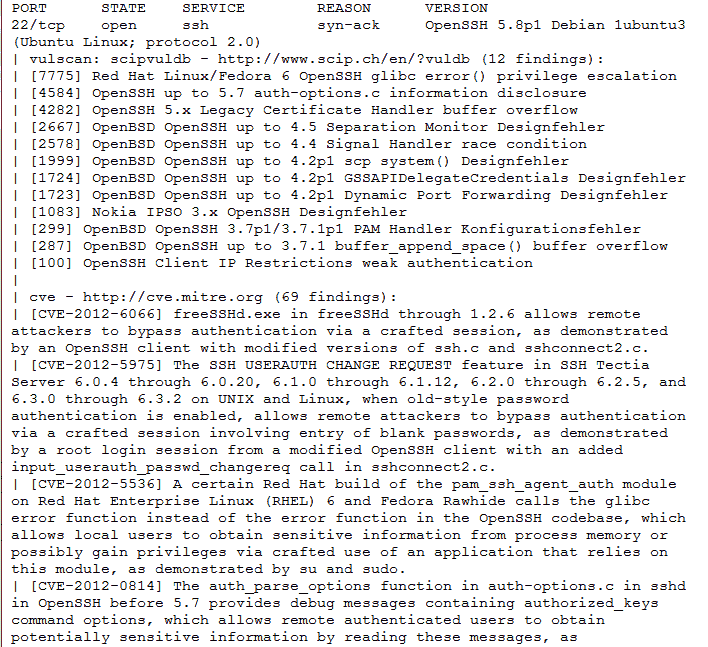 PORT STATE SERVICE REASON VERSION
22/tcp open ssh syn-ack OpenSSH 5.8p1 Debian 1ubuntu3
(Ubuntu Linux; protocol 2.0)
| vulscan: scipvuldb - http://www.scip.ch/en/?vuldb (12 findings):
| [7775] Red Hat Linux/Fedora 6 OpenSSH glibc error() privilege escalation
| [4584] OpenSSH up to 5.7 auth-options.c information disclosure
| [4282] OpenSSH 5.x Legacy Certificate Handler buffer overflow
| [2667] OpenBSD OpenSSH up to 4.5 Separation Monitor Designfehler
| [2578] OpenBSD OpenSSH up to 4.4 Signal Handler race condition
| [1999] OpenBSD OpenSSH up to 4.2p1 scp system() Designfehler
| [1724] OpenBSD OpenSSH up to 4.2p1 GSSAPIDelegateCredentials Designfehler
| [1723] OpenBSD OpenSSH up to 4.2p1 Dynamic Port Forwarding Designfehler
| [1083] Nokia IPSO 3.x OpenSSH Designfehler
| [299] OpenBSD OpenSSH 3.7p1/3.7.1p1 PAM Handler Konfigurationsfehler
| [287] OpenBSD OpenSSH up to 3.7.1 buffer_append_space() buffer overflow
| [100] OpenSSH Client IP Restrictions weak authentication
|
| cve - http://cve.mitre.org (69 findings):
| [CVE-2012-6066] freeSSHd.exe in freeSSHd through 1.2.6 allows remote
attackers to bypass authentication via a crafted session, as demonstrated
by an OpenSSH client with modified versions of ssh.c and sshconnect2.c.
| [CVE-2012-5975] The SSH USERAUTH CHANGE REQUEST feature in SSH Tectia
Server 6.0.4 through 6.0.20, 6.1.0 through 6.1.12, 6.2.0 through 6.2.5, and
6.3.0 through 6.3.2 on UNIX and Linux, when old-style password
authentication is enabled, allows remote attackers to bypass authentication
via a crafted session involving entry of blank passwords, as demonstrated
by a root login session from a modified OpenSSH client with an added
input_userauth_passwd_changereq call in sshconnect2.c.
| [CVE-2012-5536] A certain Red Hat build of the pam_ssh_agent_auth module
on Red Hat Enterprise Linux (RHEL) 6 and Fedora Rawhide calls the glibc
error function instead of the error function in the OpenSSH codebase, which
allows local users to obtain sensitive information from process memory or
possibly gain privileges via crafted use of an application that relies on
this module, as demonstrated by su and sudo.
| [CVE-2012-0814] The auth_parse_options function in auth-options.c in sshd
in OpenSSH before 5.7 provides debug messages containing authorized_keys
command options, which allows remote authenticated users to obtain
potentially sensitive information by reading these messages, as